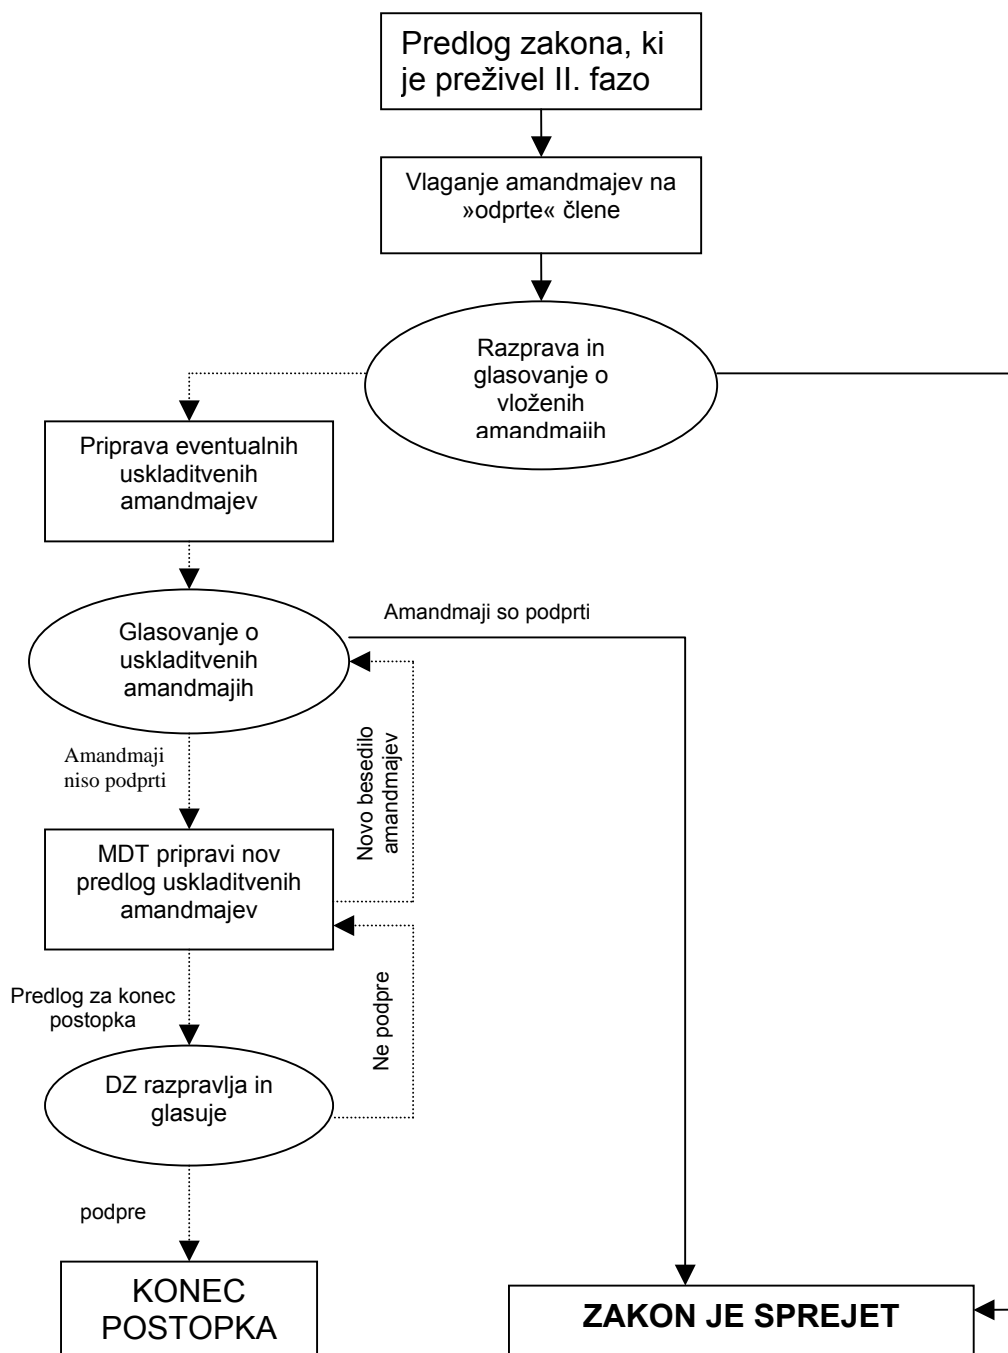 Predlog zakona, ki
je preživel II. fazo
Vlaganje amandmajev na
»odprte« člene
Razprava in
glasovanje o
vloženih
amandmajih
Priprava eventualnih
uskladitvenih
amandmajev
Amandmaji so podprti
Glasovanje o
uskladitvenih
amandmajih
Amandmaji
niso podprti
Novo besedilo
amandmajev
MDT pripravi nov
predlog uskladitvenih
amandmajev
Predlog za konec
postopka
Ne podpre
DZ razpravlja in
glasuje
podpre
KONEC
POSTOPKA
ZAKON JE SPREJET